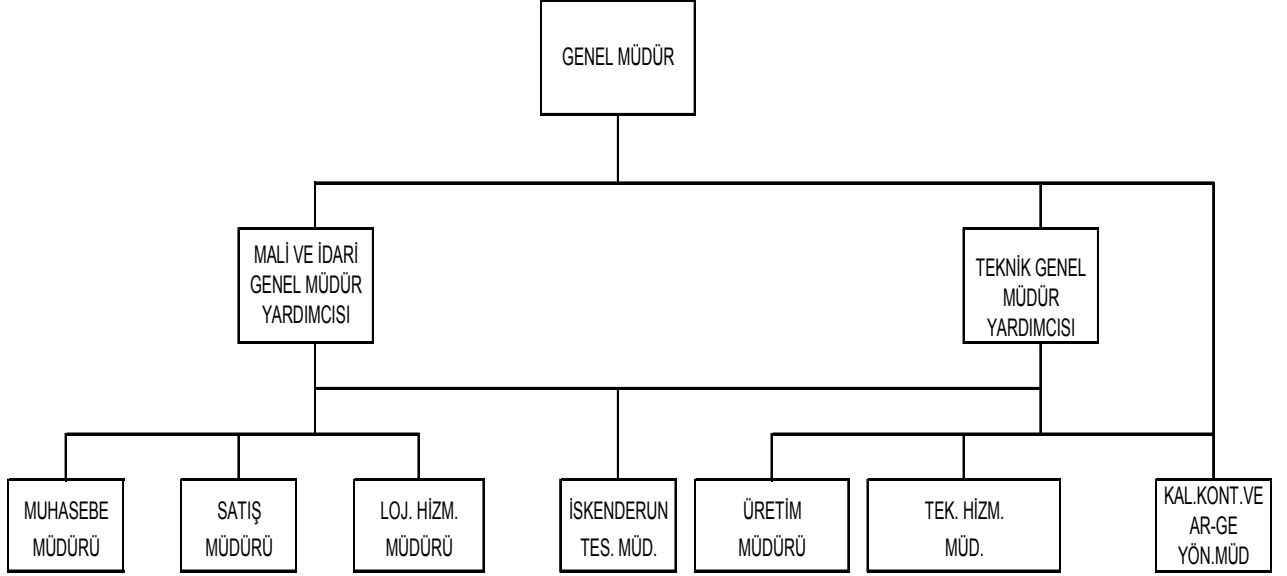 GENEL MÜDÜR
MALİ VE İDARİ
GENEL MÜDÜR
YARDIMCISI
TEKNİK GENEL
MÜDÜR
YARDIMCISI
MUHASEBE
MÜDÜRÜ
SATIŞ
MÜDÜRÜ
LOJ. HİZM.
MÜDÜRÜ
İSKENDERUN
TES. MÜD.
ÜRETİM
MÜDÜRÜ
TEK. HİZM.
MÜD.
KAL.KONT.VE
AR-GE
YÖN.MÜD